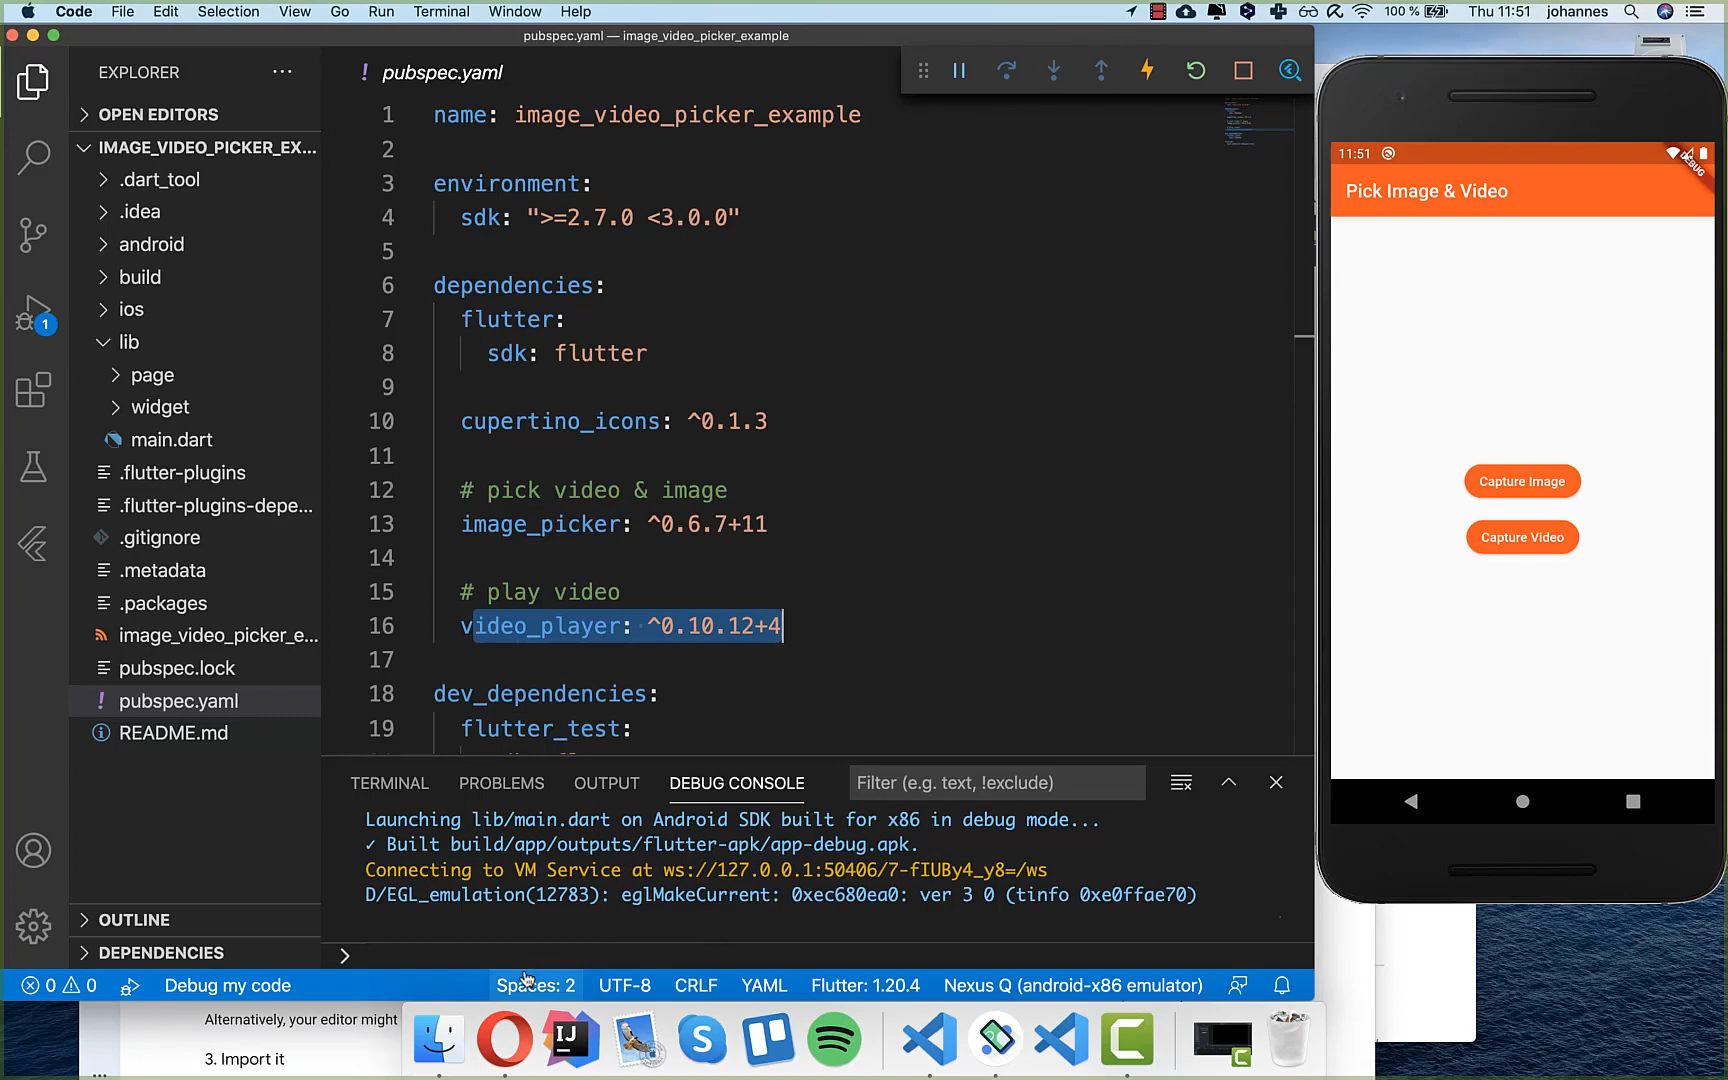 Code File Edit Selection View Go Run Terminal Window Help 100 % Thu 11:51 johannes
pubspec.yaml — image_video_picker_example
EXPLORER
OPEN EDITORS
IMAGE_VIDEO_PICKER_EX...
.dart_tool
.idea
android
build
ios
lib
page
widget
main.dart
.flutter-plugins
.flutter-plugins-depe...
.gitignore
.metadata
.packages
image_video_picker_e...
pubspec.lock
! pubspec.yaml
README.md
OUTLINE
DEPENDENCIES
1
! pubspec.yaml
1 name: image_video_picker_example
2
3 environment:
4 sdk: ">=2.7.0 <3.0.0"
5
6 dependencies:
7 flutter:
8 sdk: flutter
9
10 cupertino_icons: ^0.1.3
11
12 # pick video & image
13 image_picker: ^0.6.7+11
14
15 # play video
16 video_player: ^0.10.12+4
17
18 dev_dependencies:
19 flutter_test:
TERMINAL PROBLEMS OUTPUT DEBUG CONSOLE Filter (e.g. text, !exclude)
Launching lib/main.dart on Android SDK built for x86 in debug mode...
✓ Built build/app/outputs/flutter-apk/app-debug.apk.
Connecting to VM Service at ws://127.0.0.1:50406/7-fIUBy4_y8=/ws
D/EGL_emulation(12783): eglMakeCurrent: 0xec680ea0: ver 3 0 (tinfo 0xe0ffae70)
>
0 0 Debug my code Spaces: 2 UTF-8 CRLF YAML Flutter: 1.20.4 Nexus Q (android-x86 emulator)
11:51
DEBUG
Pick Image & Video
Capture Image
Capture Video
Alternatively, your editor might
3. Import it
IJ